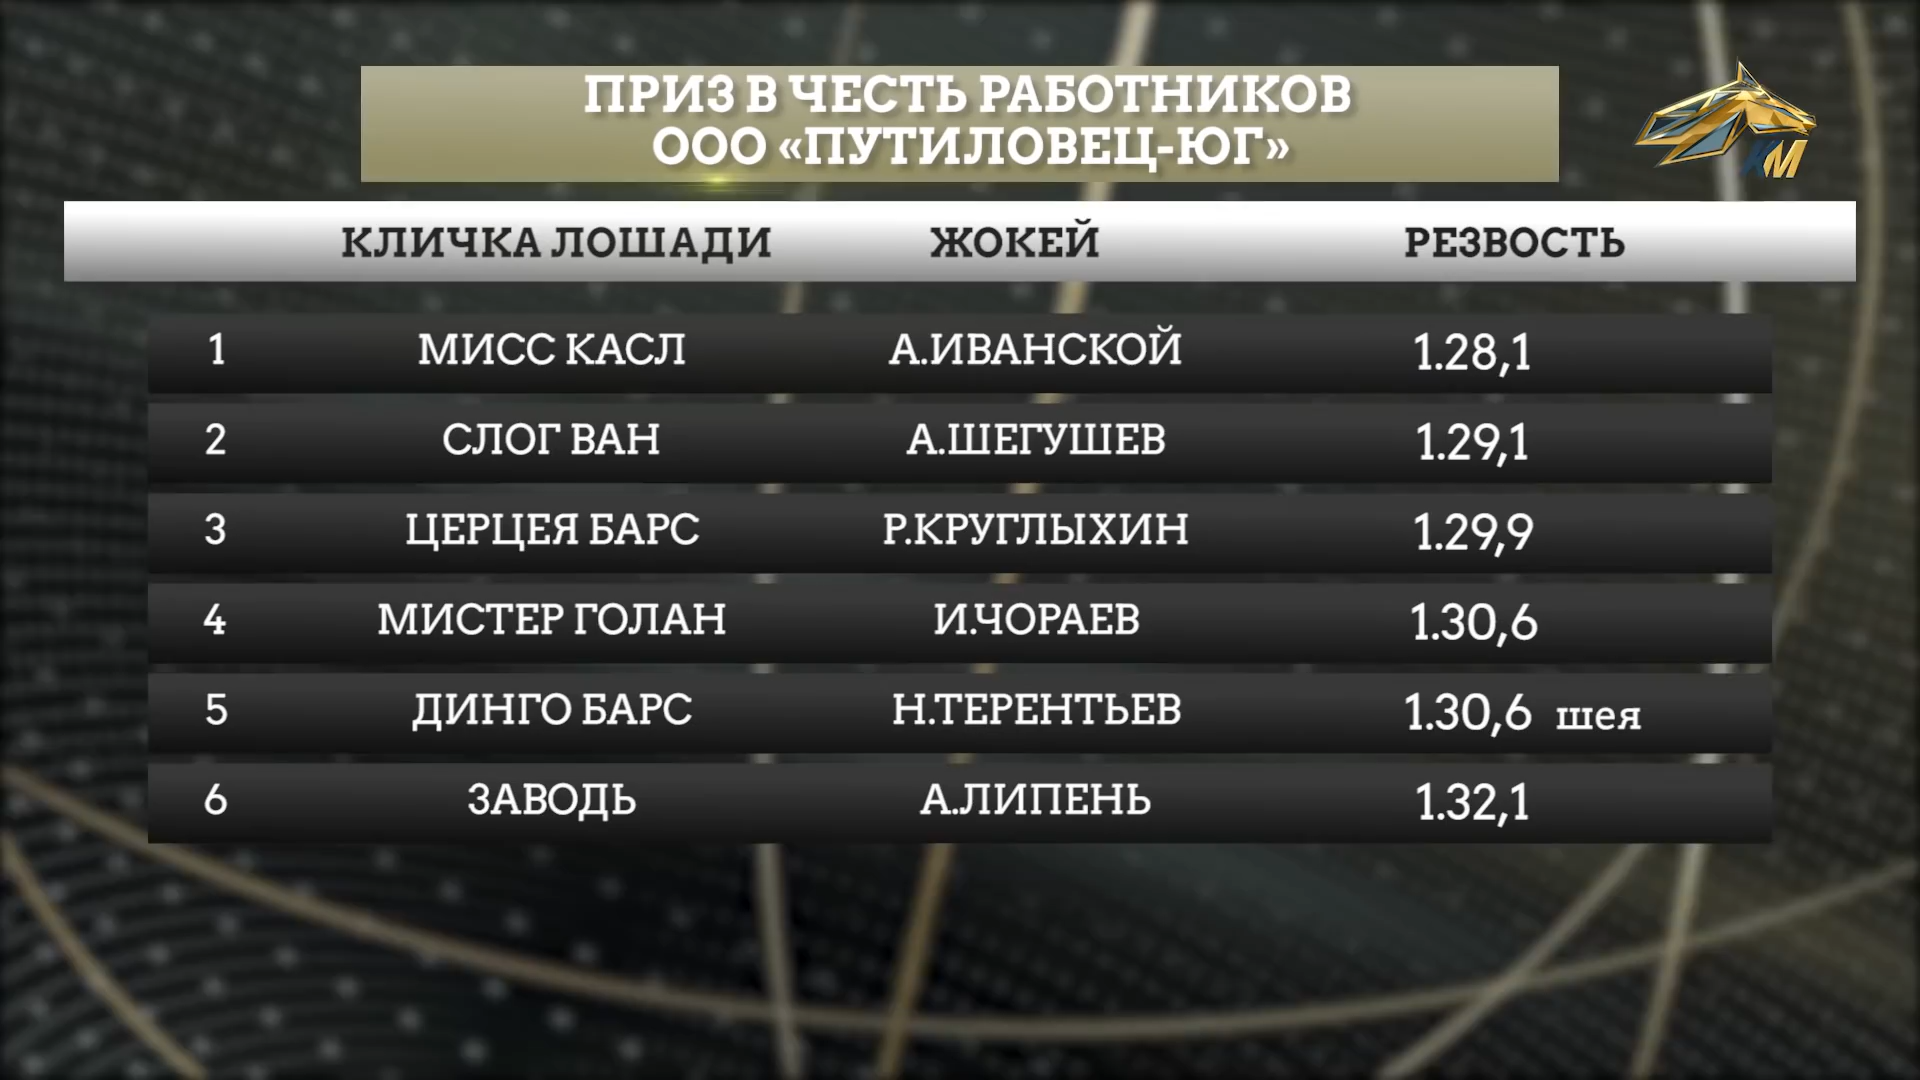 ПРИЗ В ЧЕСТЬ РАБОТНИКОВ
ООО «ПУТИЛОВЕЦ-ЮГ»
КМ
КЛИЧКА ЛОШАДИ ЖОКЕЙ РЕЗВОСТЬ
1 МИСС КАСЛ А.ИВАНСКОЙ 1.28,1
2 СЛОГ ВАН А.ШЕГУШЕВ 1.29,1
3 ЦЕРЦЕЯ БАРС Р.КРУГЛЫХИН 1.29,9
4 МИСТЕР ГОЛАН И.ЧОРАЕВ 1.30,6
5 ДИНГО БАРС Н.ТЕРЕНТЬЕВ 1.30,6 шея
6 ЗАВОДЬ А.ЛИПЕНЬ 1.32,1